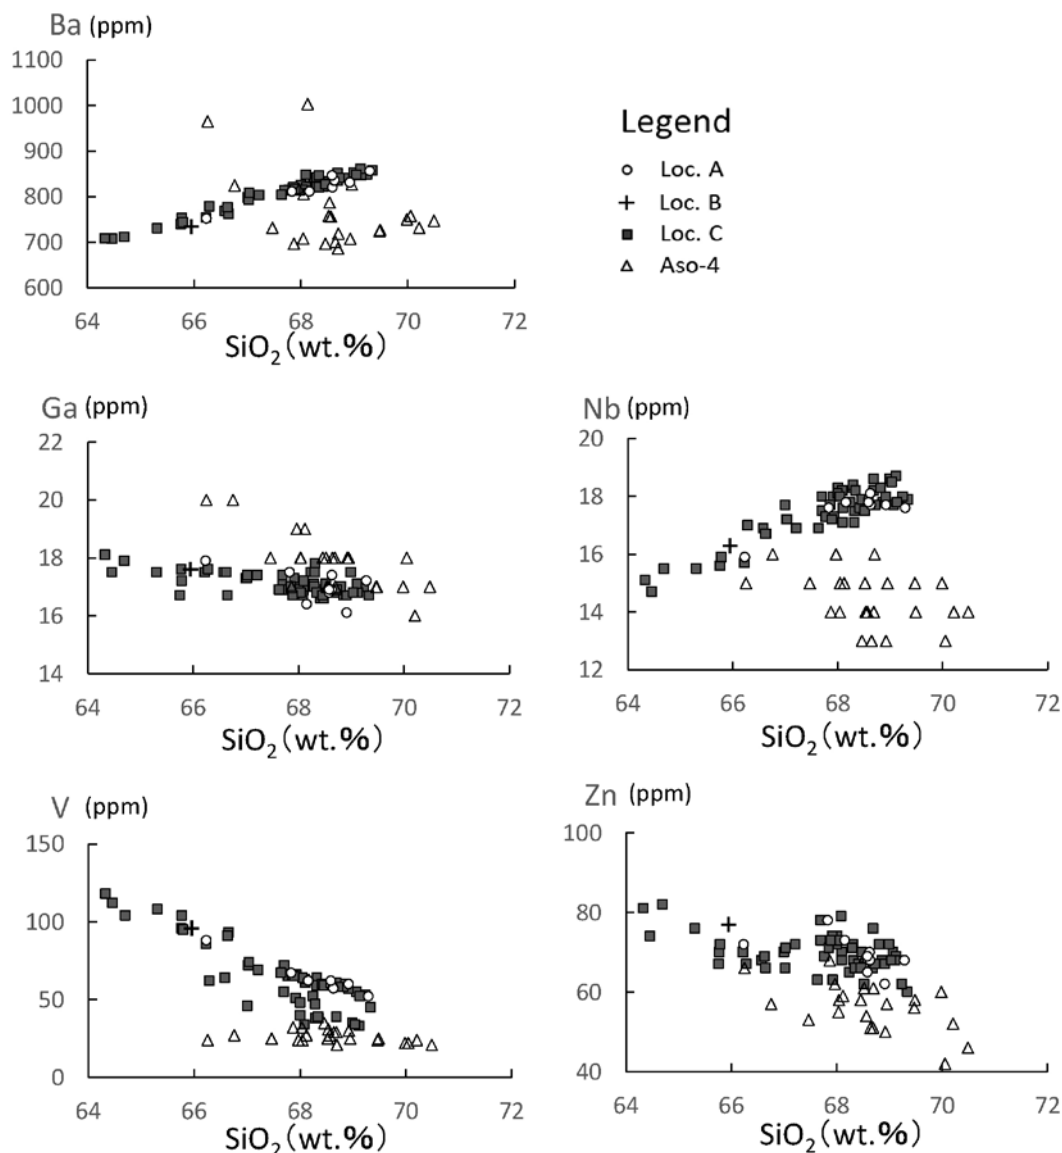 Ba (ppm)
1100
1000
900
800
700
600
64 66 68 70 72
SiO₂(wt.%)
Legend
Loc. A
Loc. B
Loc. C
Aso-4
Ga (ppm)
22
20
18
16
14
64 66 68 70 72
SiO₂(wt.%)
Nb (ppm)
20
18
16
14
12
64 66 68 70 72
SiO₂(wt.%)
V (ppm)
150
100
50
0
64 66 68 70 72
SiO₂(wt.%)
Zn (ppm)
100
80
60
40
64 66 68 70 72
SiO₂(wt.%)